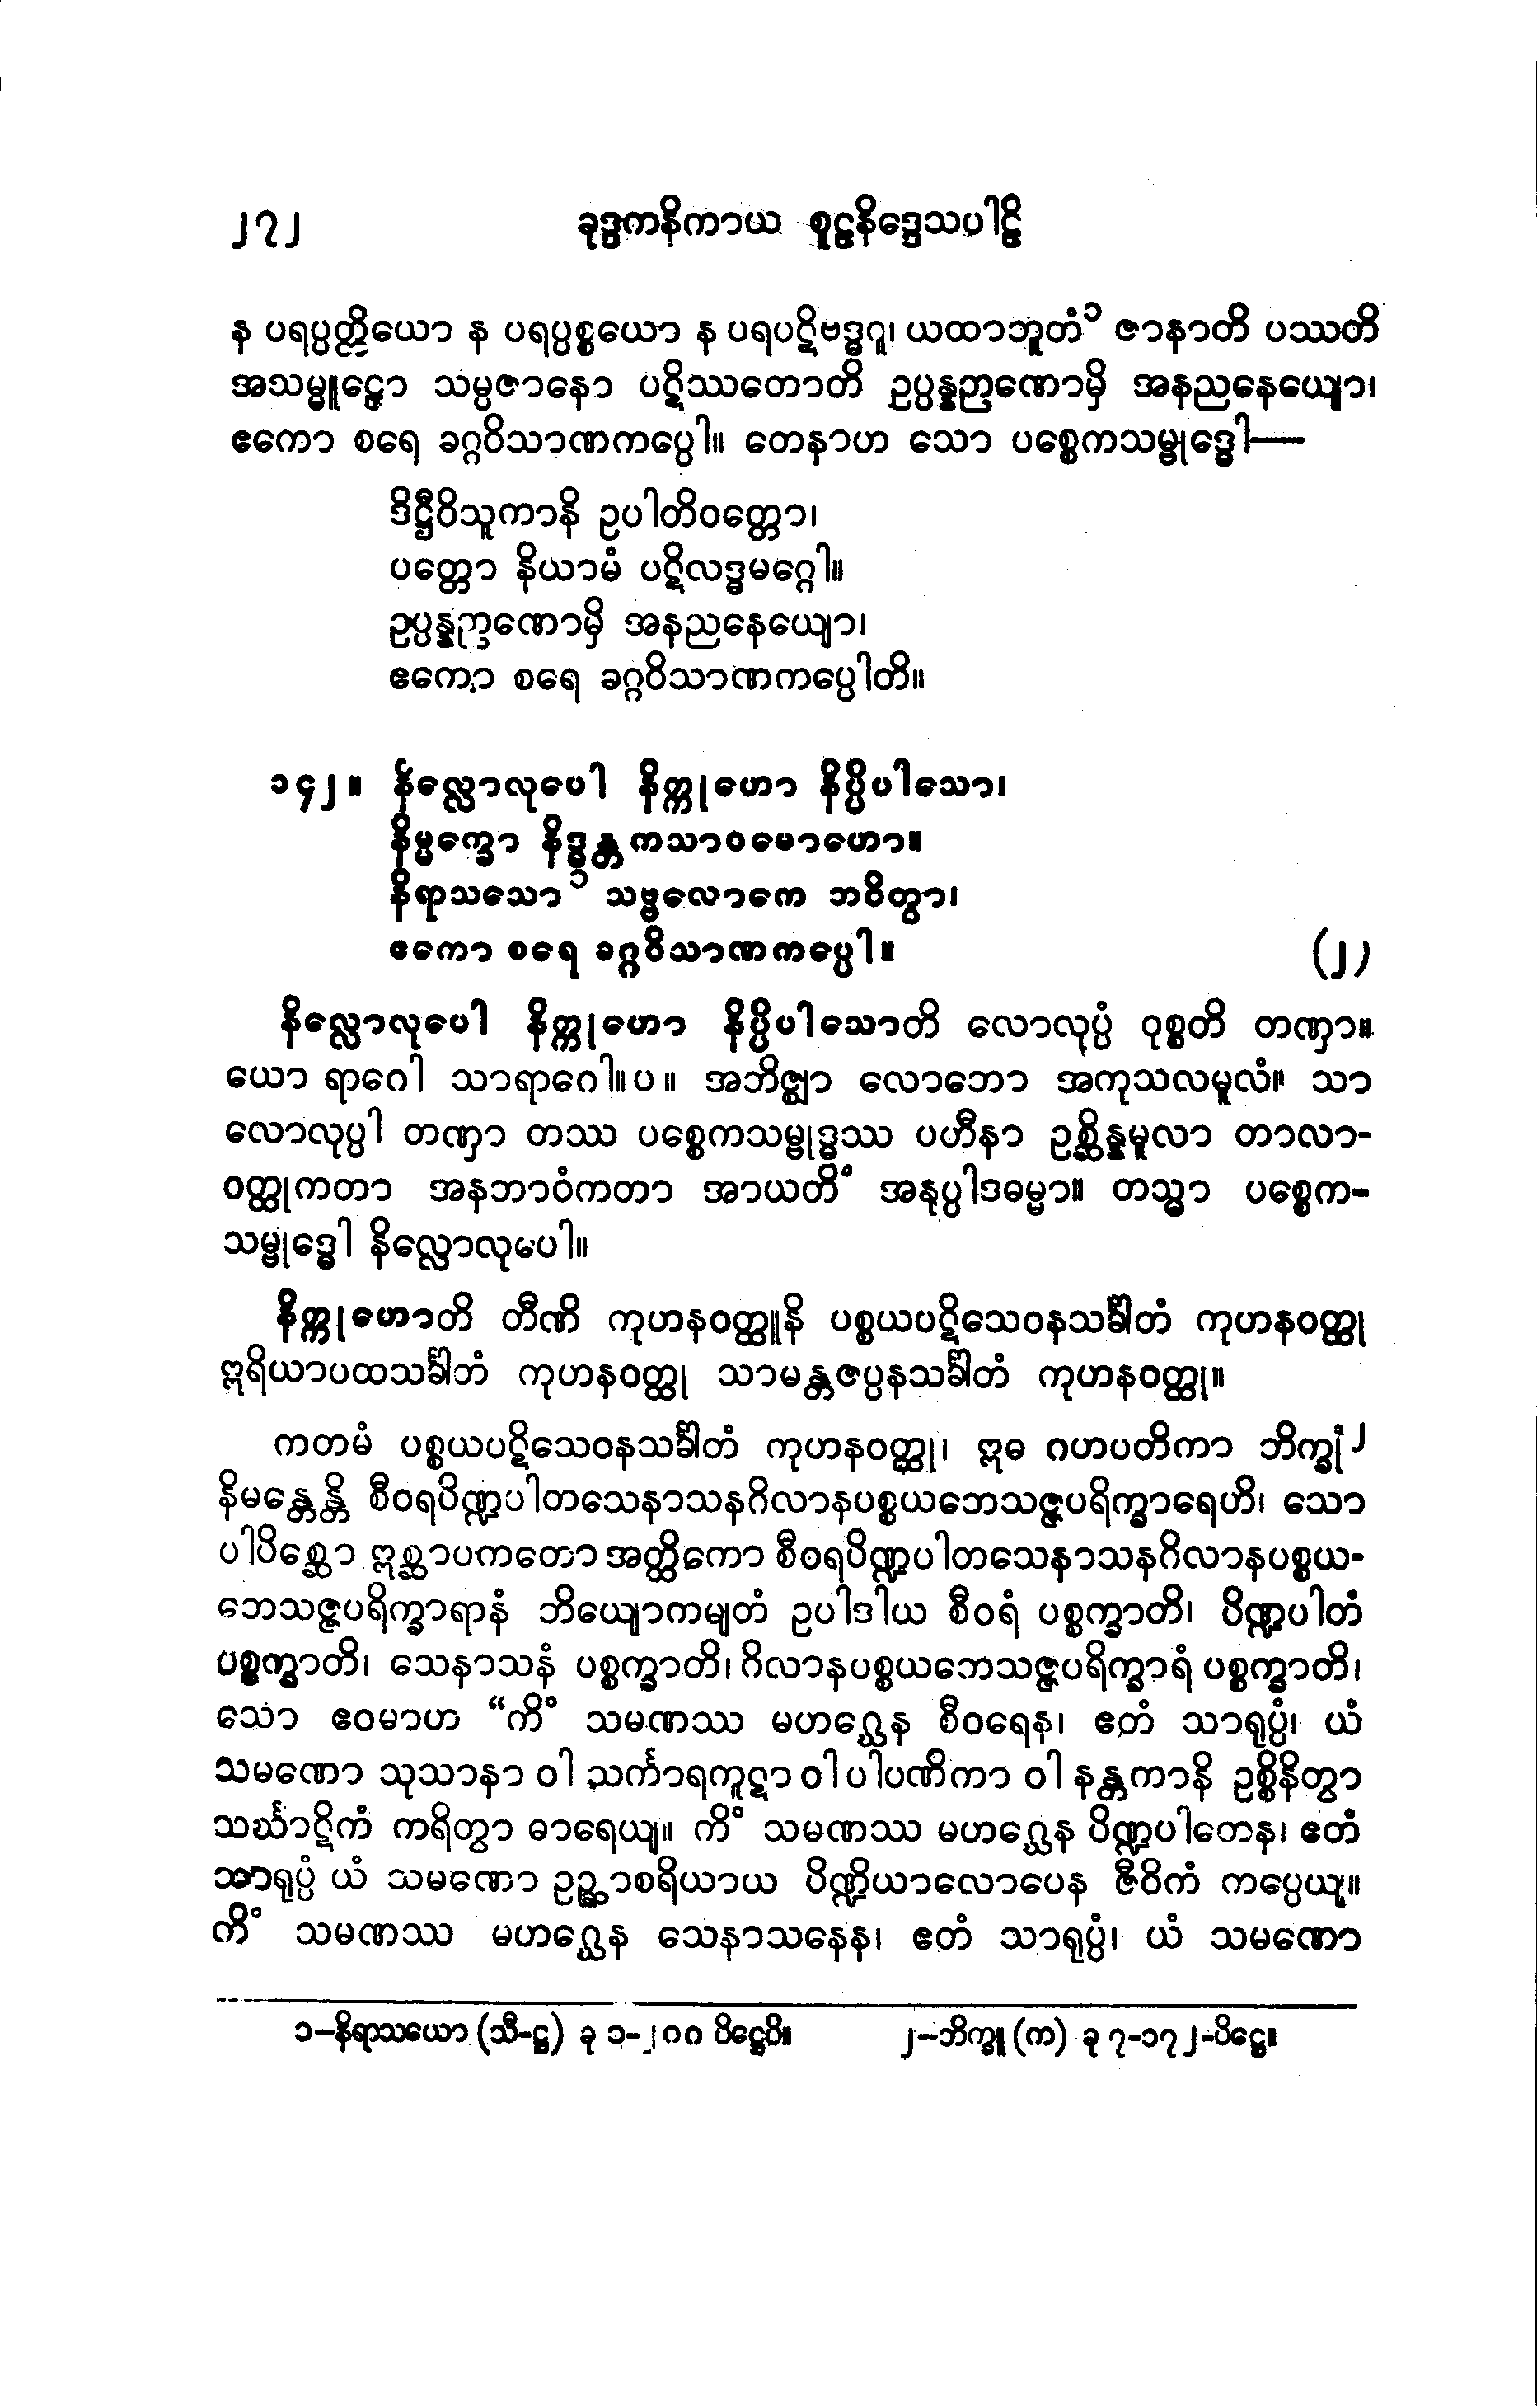 ၂၇၂ ခုဒ္ဒကနိကာယ စူဠနိဒ္ဒေသပါဠိ
န ပရပ္ပတ္တိယော န ပရပ္ပစ္စယော န ပရပဋိဗဒ္ဓဂူ၊ ယထာဘူတံ ၁ ဇာနာတိ ပဿတိ
အသမ္မူဠှော သမ္ပဇာနော ပဋိဿတောတိ ဥပ္ပန္နဉာဏောမှိ အနညနေယျော၊
ဧကော စရေ ခဂ္ဂဝိသာဏကပ္ပေါ။ တေနာဟ သော ပစ္စေကသမ္ဗုဒ္ဓေါ—
ဒိဋ္ဌီဝိသူကာနိ ဥပါတိဝတ္တော၊
ပတ္တော နိယာမံ ပဋိလဒ္ဓမဂ္ဂေါ။
ဥပ္ပန္နဉာဏောမှိ အနညနေယျော၊
ဧကော စရေ ခဂ္ဂဝိသာဏကပ္ပေါတိ။
၁၄၂။ နိလ္လောလုပေါ နိက္ကုဟော နိပ္ပိပါသော၊
နိမ္မက္ခော နိဒ္ဓန္တကသာဝမောဟော။
နိရာသသော ၁ သဗ္ဗလောကေ ဘဝိတွာ၊
ဧကော စရေ ခဂ္ဂဝိသာဏကပ္ပေါ။ (၂)
နိလ္လောလုပေါ နိက္ကုဟော နိပ္ပိပါသောတိ လောလုပ္ပံ ဝုစ္စတိ တဏှာ။
ယော ရာဂေါ သာရာဂေါ။ပ။ အဘိဇ္ဈာ လောဘော အကုသလမူလံ။ သာ
လောလုပ္ပါ တဏှာ တဿ ပစ္စေကသမ္ဗုဒ္ဓဿ ပဟီနာ ဥစ္ဆိန္နမူလာ တာလာ-
ဝတ္ထုကတာ အနဘာဝံကတာ အာယတိံ အနုပ္ပါဒဓမ္မာ။ တသ္မာ ပစ္စေက-
သမ္ဗုဒ္ဓေါ နိလ္လောလုပေါ။
နိက္ကုဟောတိ တီဏိ ကုဟနဝတ္ထူနိ ပစ္စယပဋိသေဝနသင်္ခါတံ ကုဟနဝတ္ထု
ဣရိယာပထသင်္ခါတံ ကုဟနဝတ္ထု သာမန္တဇပ္ပနသင်္ခါတံ ကုဟနဝတ္ထု။
ကတမံ ပစ္စယပဋိသေဝနသင်္ခါတံ ကုဟနဝတ္ထု၊ ဣဓ ဂဟပတိကာ ဘိက္ခုံ ၂
နိမန္တေန္တိ စီဝရပိဏ္ဍပါတသေနာသနဂိလာနပစ္စယဘေသဇ္ဇပရိက္ခာရေဟိ၊ သော
ပါပိစ္ဆော ဣစ္ဆာပကတော အတ္ထိကော စီဝရပိဏ္ဍပါတသေနာသနဂိလာနပစ္စယ-
ဘေသဇ္ဇပရိက္ခာရာနံ ဘိယျောကမျတံ ဥပါဒါယ စီဝရံ ပစ္စက္ခာတိ၊ ပိဏ္ဍပါတံ
ပစ္စက္ခာတိ၊ သေနာသနံ ပစ္စက္ခာတိ၊ ဂိလာနပစ္စယဘေသဇ္ဇပရိက္ခာရံ ပစ္စက္ခာတိ၊
သော ဧဝမာဟ “ကိံ သမဏဿ မဟဂ္ဃေန စီဝရေန၊ ဧတံ သာရုပ္ပံ၊ ယံ
သမဏော သုသာနာ ဝါ သင်္ကာရကူဋာ ဝါ ပါပဏိကာ ဝါ နန္တကာနိ ဥစ္စိနိတွာ
သင်္ဃာဋိကံ ကရိတွာ ဓာရေယျ။ ကိံ သမဏဿ မဟဂ္ဃေန ပိဏ္ဍပါတေန၊ ဧတံ
သာရုပ္ပံ ယံ သမဏော ဥဉ္ဆာစရိယာယ ပိဏ္ဍိယာလောပေန ဇီဝိကံ ကပ္ပေယျ။
ကိံ သမဏဿ မဟဂ္ဃေန သေနာသနေန၊ ဧတံ သာရုပ္ပံ၊ ယံ သမဏော
၁–နိရာသယော (သီ-ဋ္ဌ) ခု ၁-၂၈၈ ပိဋ္ဌေပိ။ ၂–ဘိက္ခူ (က) ခု ၇-၁၇၂-ပိဋ္ဌေ။